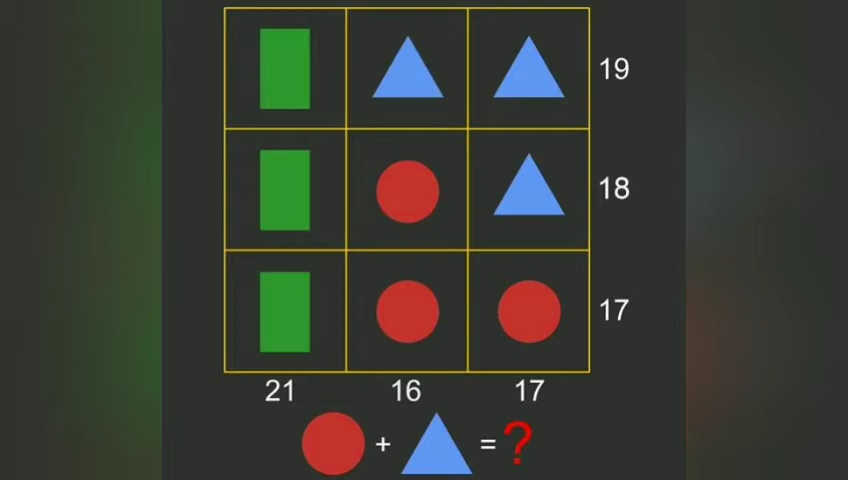 19
18
17
21 16 17
+ = ?